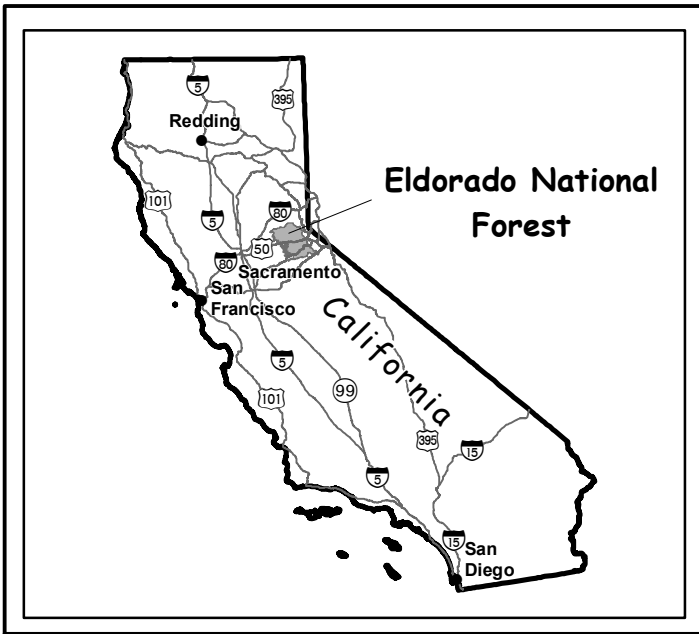 5
395
Redding
Eldorado National
Forest
101
5
80
50
80
Sacramento
San
Francisco
California
5
99
101
395
15
5
15
San
Diego